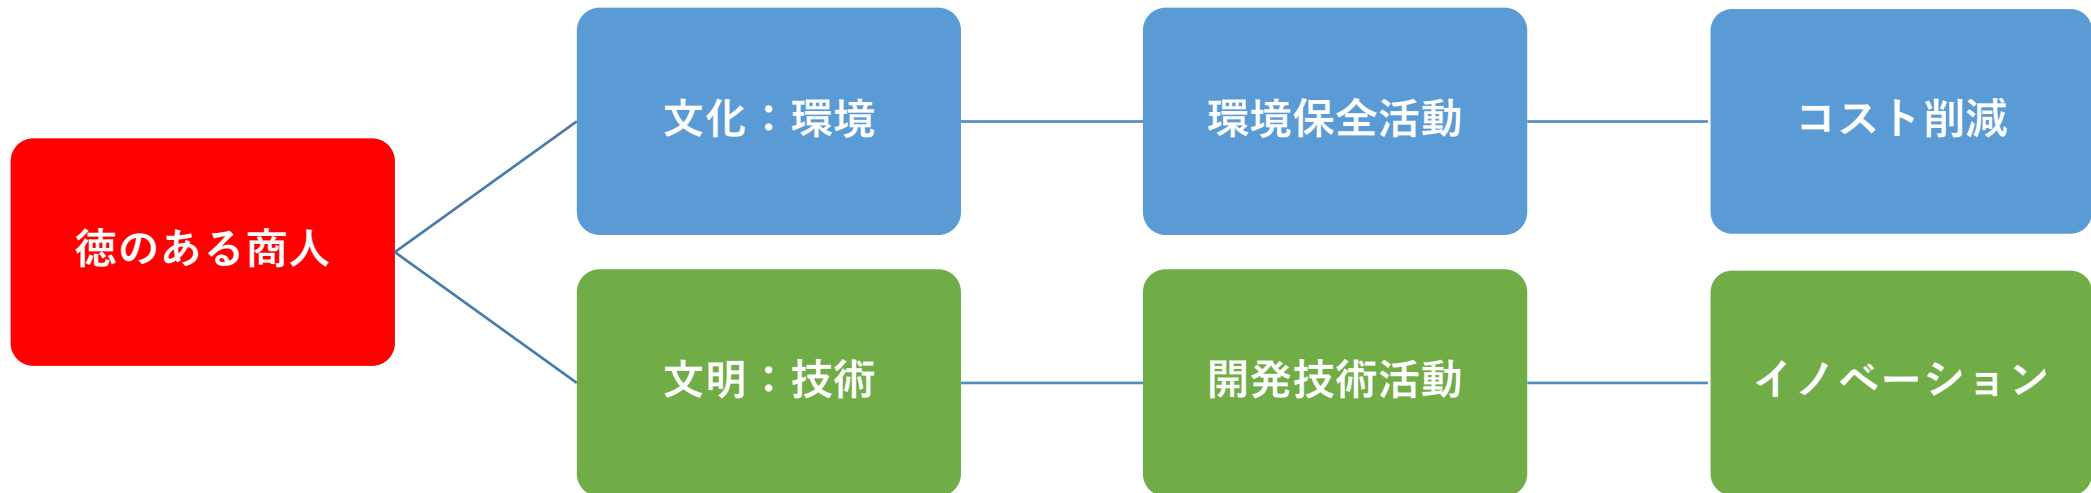 徳のある商人
文化：環境
環境保全活動
コスト削減
文明：技術
開発技術活動
イノベーション